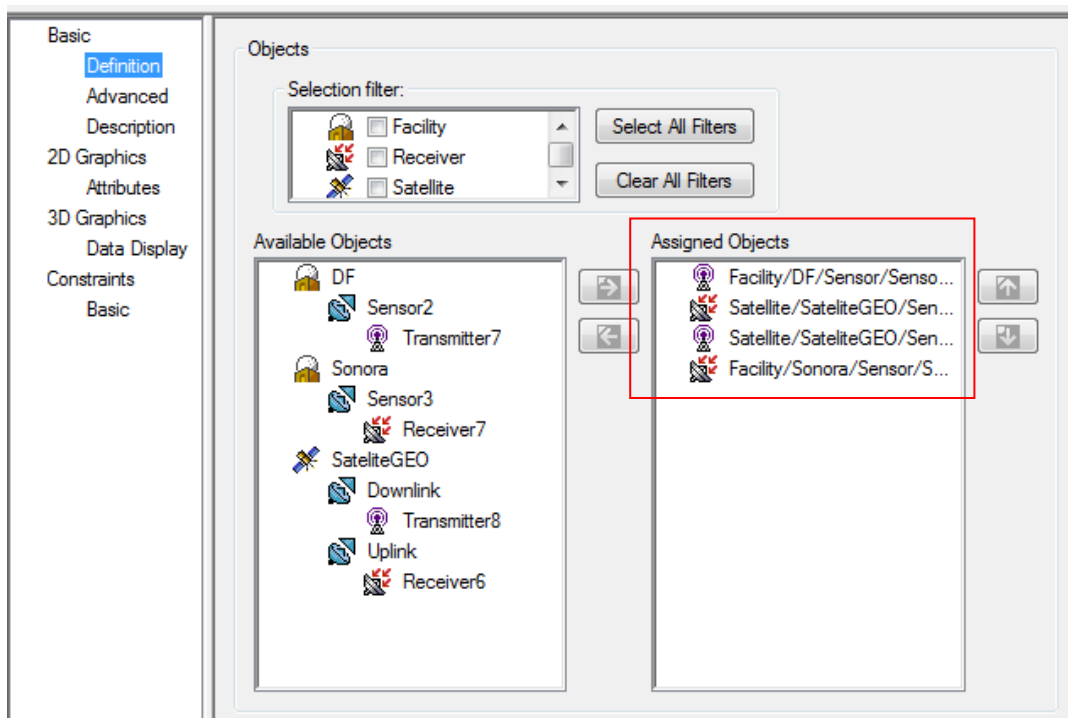 Basic
Definition
Advanced
Description
2D Graphics
Attributes
3D Graphics
Data Display
Constraints
Basic
Objects
Selection filter:
Facility
Receiver
Satellite
Select All Filters
Clear All Filters
Available Objects
DF
Sensor2
Transmitter7
Sonora
Sensor3
Receiver7
SateliteGEO
Downlink
Transmitter8
Uplink
Receiver6
Assigned Objects
Facility/DF/Sensor/Senso...
Satellite/SateliteGEO/Sen...
Satellite/SateliteGEO/Sen...
Facility/Sonora/Sensor/S...